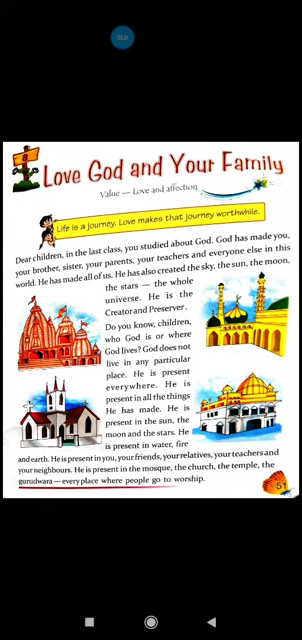 SLD
8
Love God and Your Family
Value — Love and affection
Life is a journey. Love makes that journey worthwhile.
Dear children, in the last class, you studied about God. God has made you,
your brother, sister, your parents, your teachers and everyone else in this
world. He has made all of us. He has also created the sky, the sun, the moon,
the stars — the whole
universe. He is the
Creator and Preserver.
Do you know, children,
who God is or where
God lives? God does not
live in any particular
place. He is present
everywhere. He is
present in all the things
He has made. He is
present in the sun, the
moon and the stars. He
is present in water, fire
and earth. He is present in you, your friends, your relatives, your teachers and
your neighbours. He is present in the mosque, the church, the temple, the
gurudwara — every place where people go to worship.
51